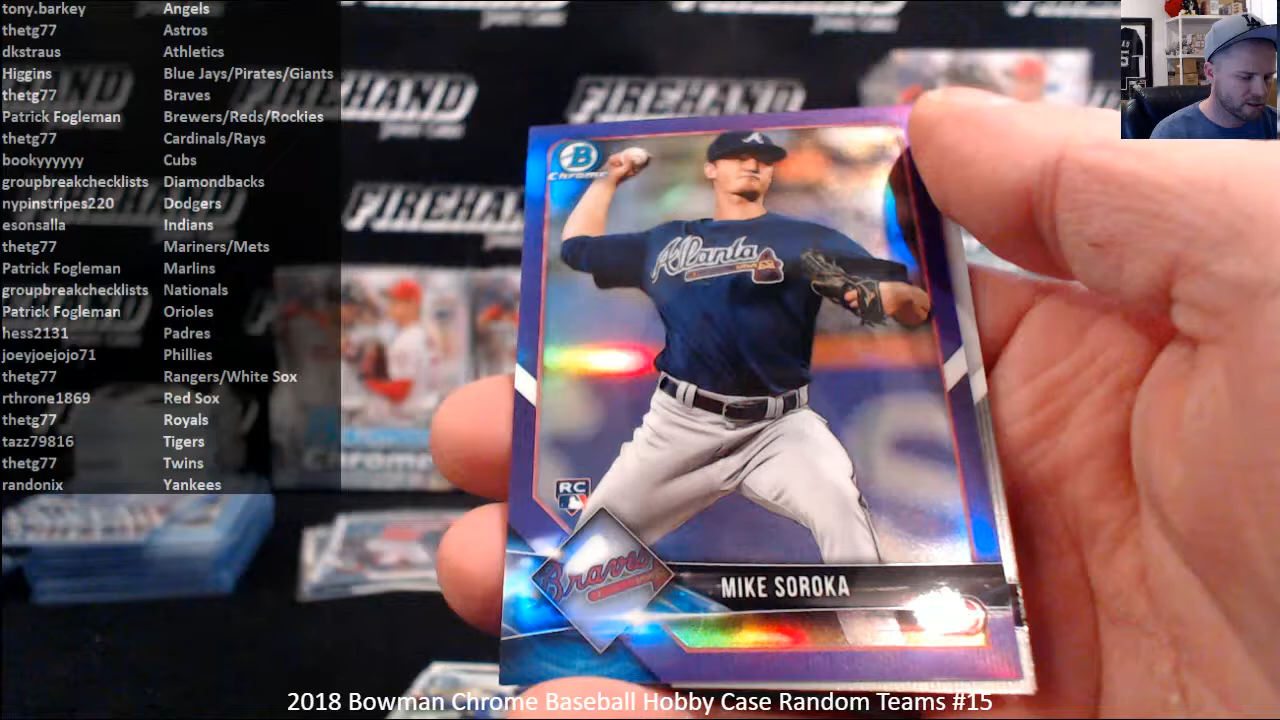 tony.barkey Angels
thetg77 Astros
dkstraus Athletics
Higgins Blue Jays/Pirates/Giants
thetg77 Braves
Patrick Fogleman Brewers/Reds/Rockies
thetg77 Cardinals/Rays
bookyyyyyy Cubs
groupbreakchecklists Diamondbacks
nypinstripes220 Dodgers
esonsalla Indians
thetg77 Mariners/Mets
Patrick Fogleman Marlins
groupbreakchecklists Nationals
Patrick Fogleman Orioles
hess2131 Padres
joeyjoejojo71 Phillies
thetg77 Rangers/White Sox
rthrone1869 Red Sox
thetg77 Royals
tazz79816 Tigers
thetg77 Twins
randonix Yankees
FIREHAND
FIREHAND
FIREHAND
B
Chrome
A
Atlanta
RC
Braves
MIKE SOROKA
2018 Bowman Chrome Baseball Hobby Case Random Teams #15